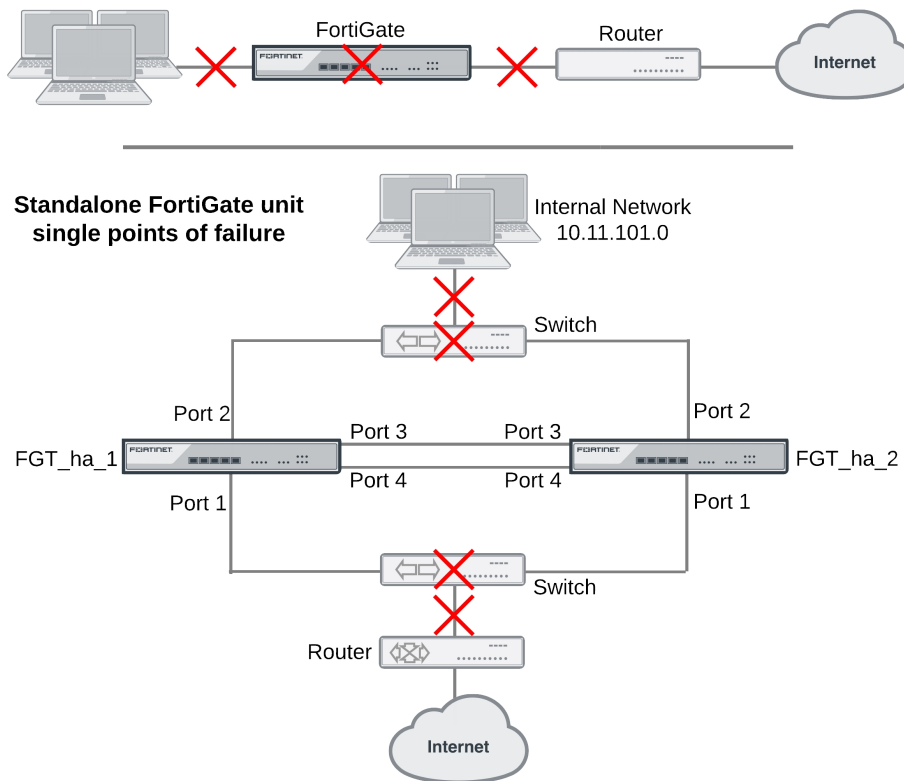 FortiGate
Router
FORTINET
Internet
Standalone FortiGate unit
single points of failure
Internal Network
10.11.101.0
Switch
Port 2
Port 2
Port 3
Port 3
FORTINET
FORTINET
FGT_ha_1
FGT_ha_2
Port 4
Port 4
Port 1
Port 1
Switch
Router
Internet